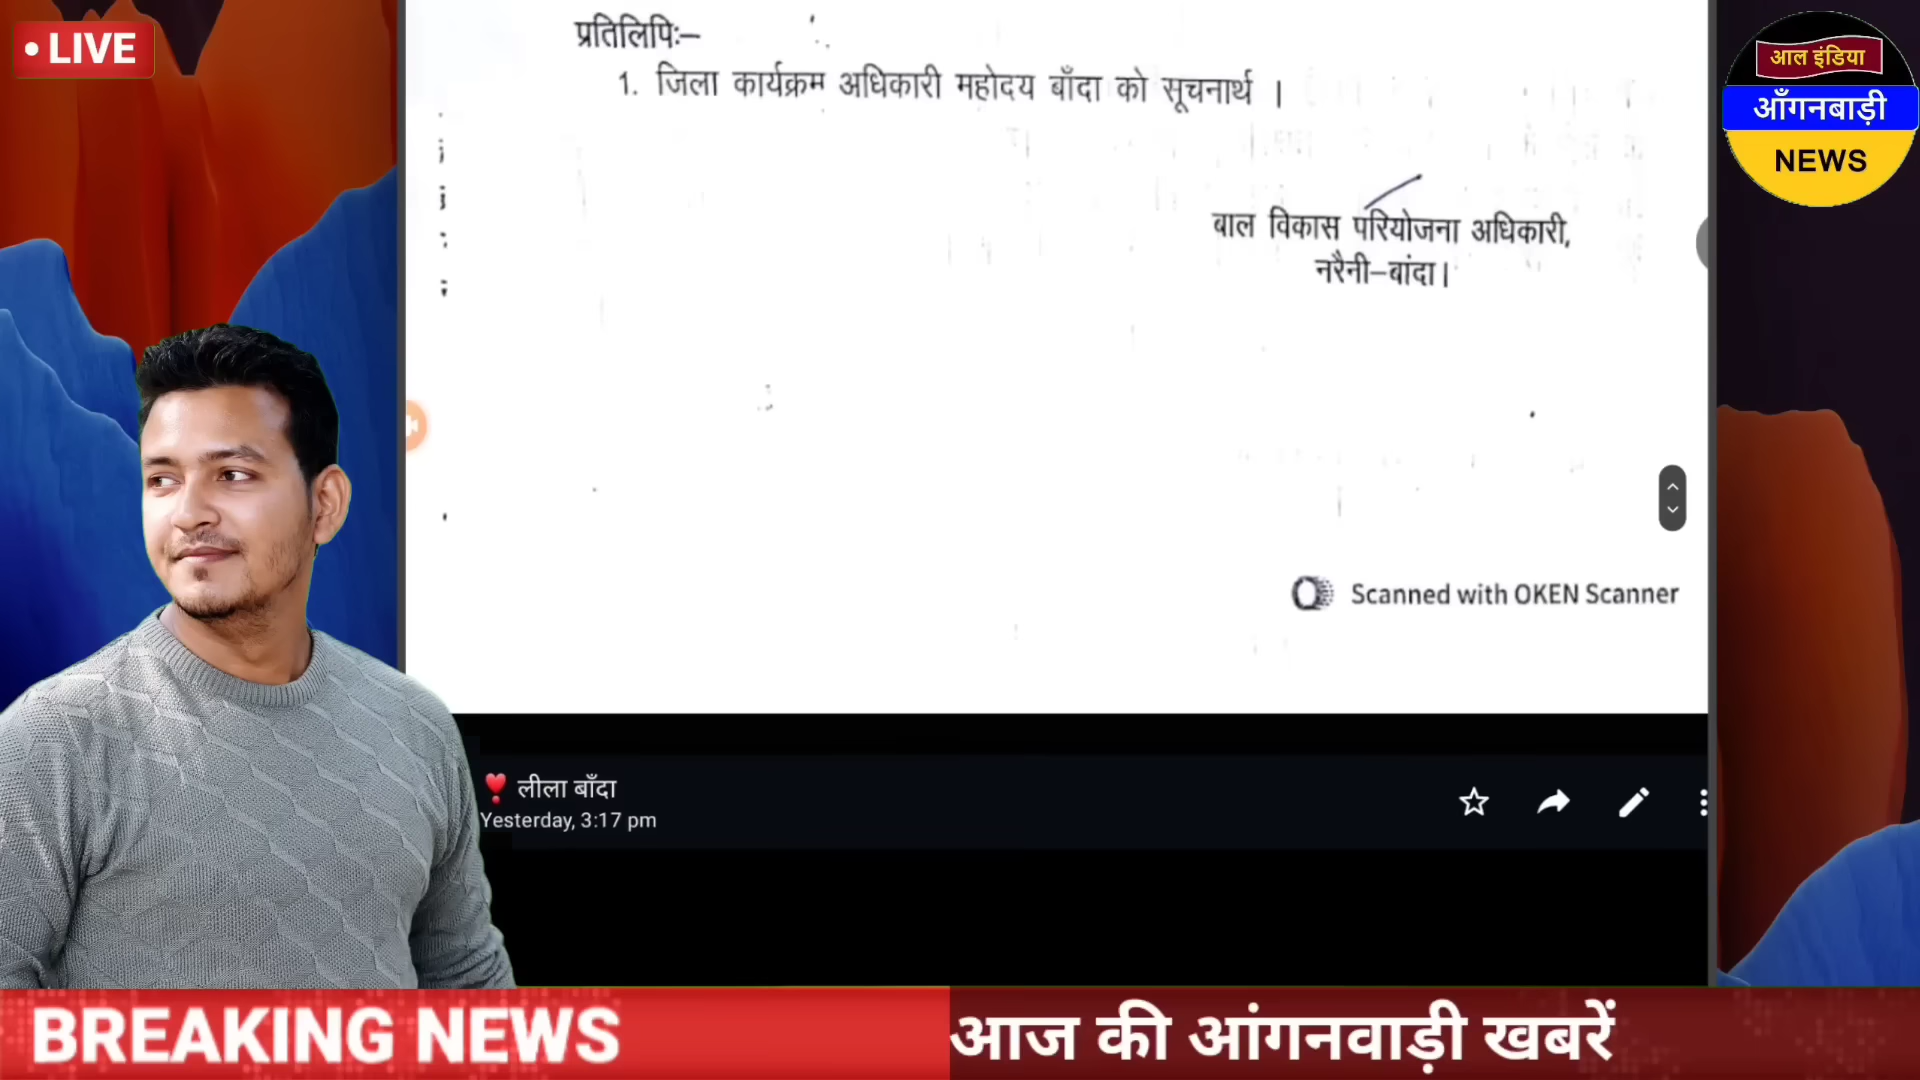 LIVE
प्रतिलिपिः–
1. जिला कार्यक्रम अधिकारी महोदय बाँदा को सूचनार्थ ।
आल इंडिया
आँगनबाड़ी
NEWS
बाल विकास परियोजना अधिकारी,
नरैनी–बांदा।
Scanned with OKEN Scanner
लीला बाँदा
Yesterday, 3:17 pm
BREAKING NEWS
आज की आंगनवाड़ी खबरें